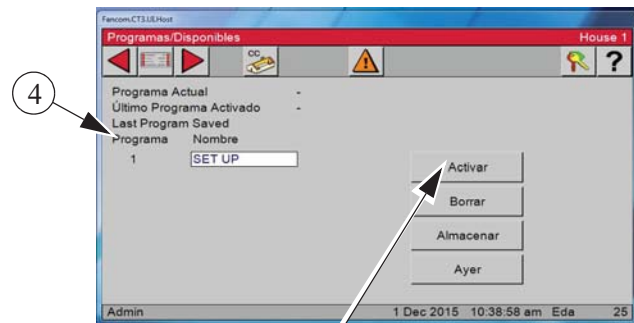 Fancom.CT3.UI.Host
Programas/Disponibles House 1
CC ?
4
Programa Actual -
Último Programa Activado -
Last Program Saved
Programa Nombre
1 SET UP
Activar
Borrar
Almacenar
Ayer
Admin 1 Dec 2015 10:38:58 am Eda 25